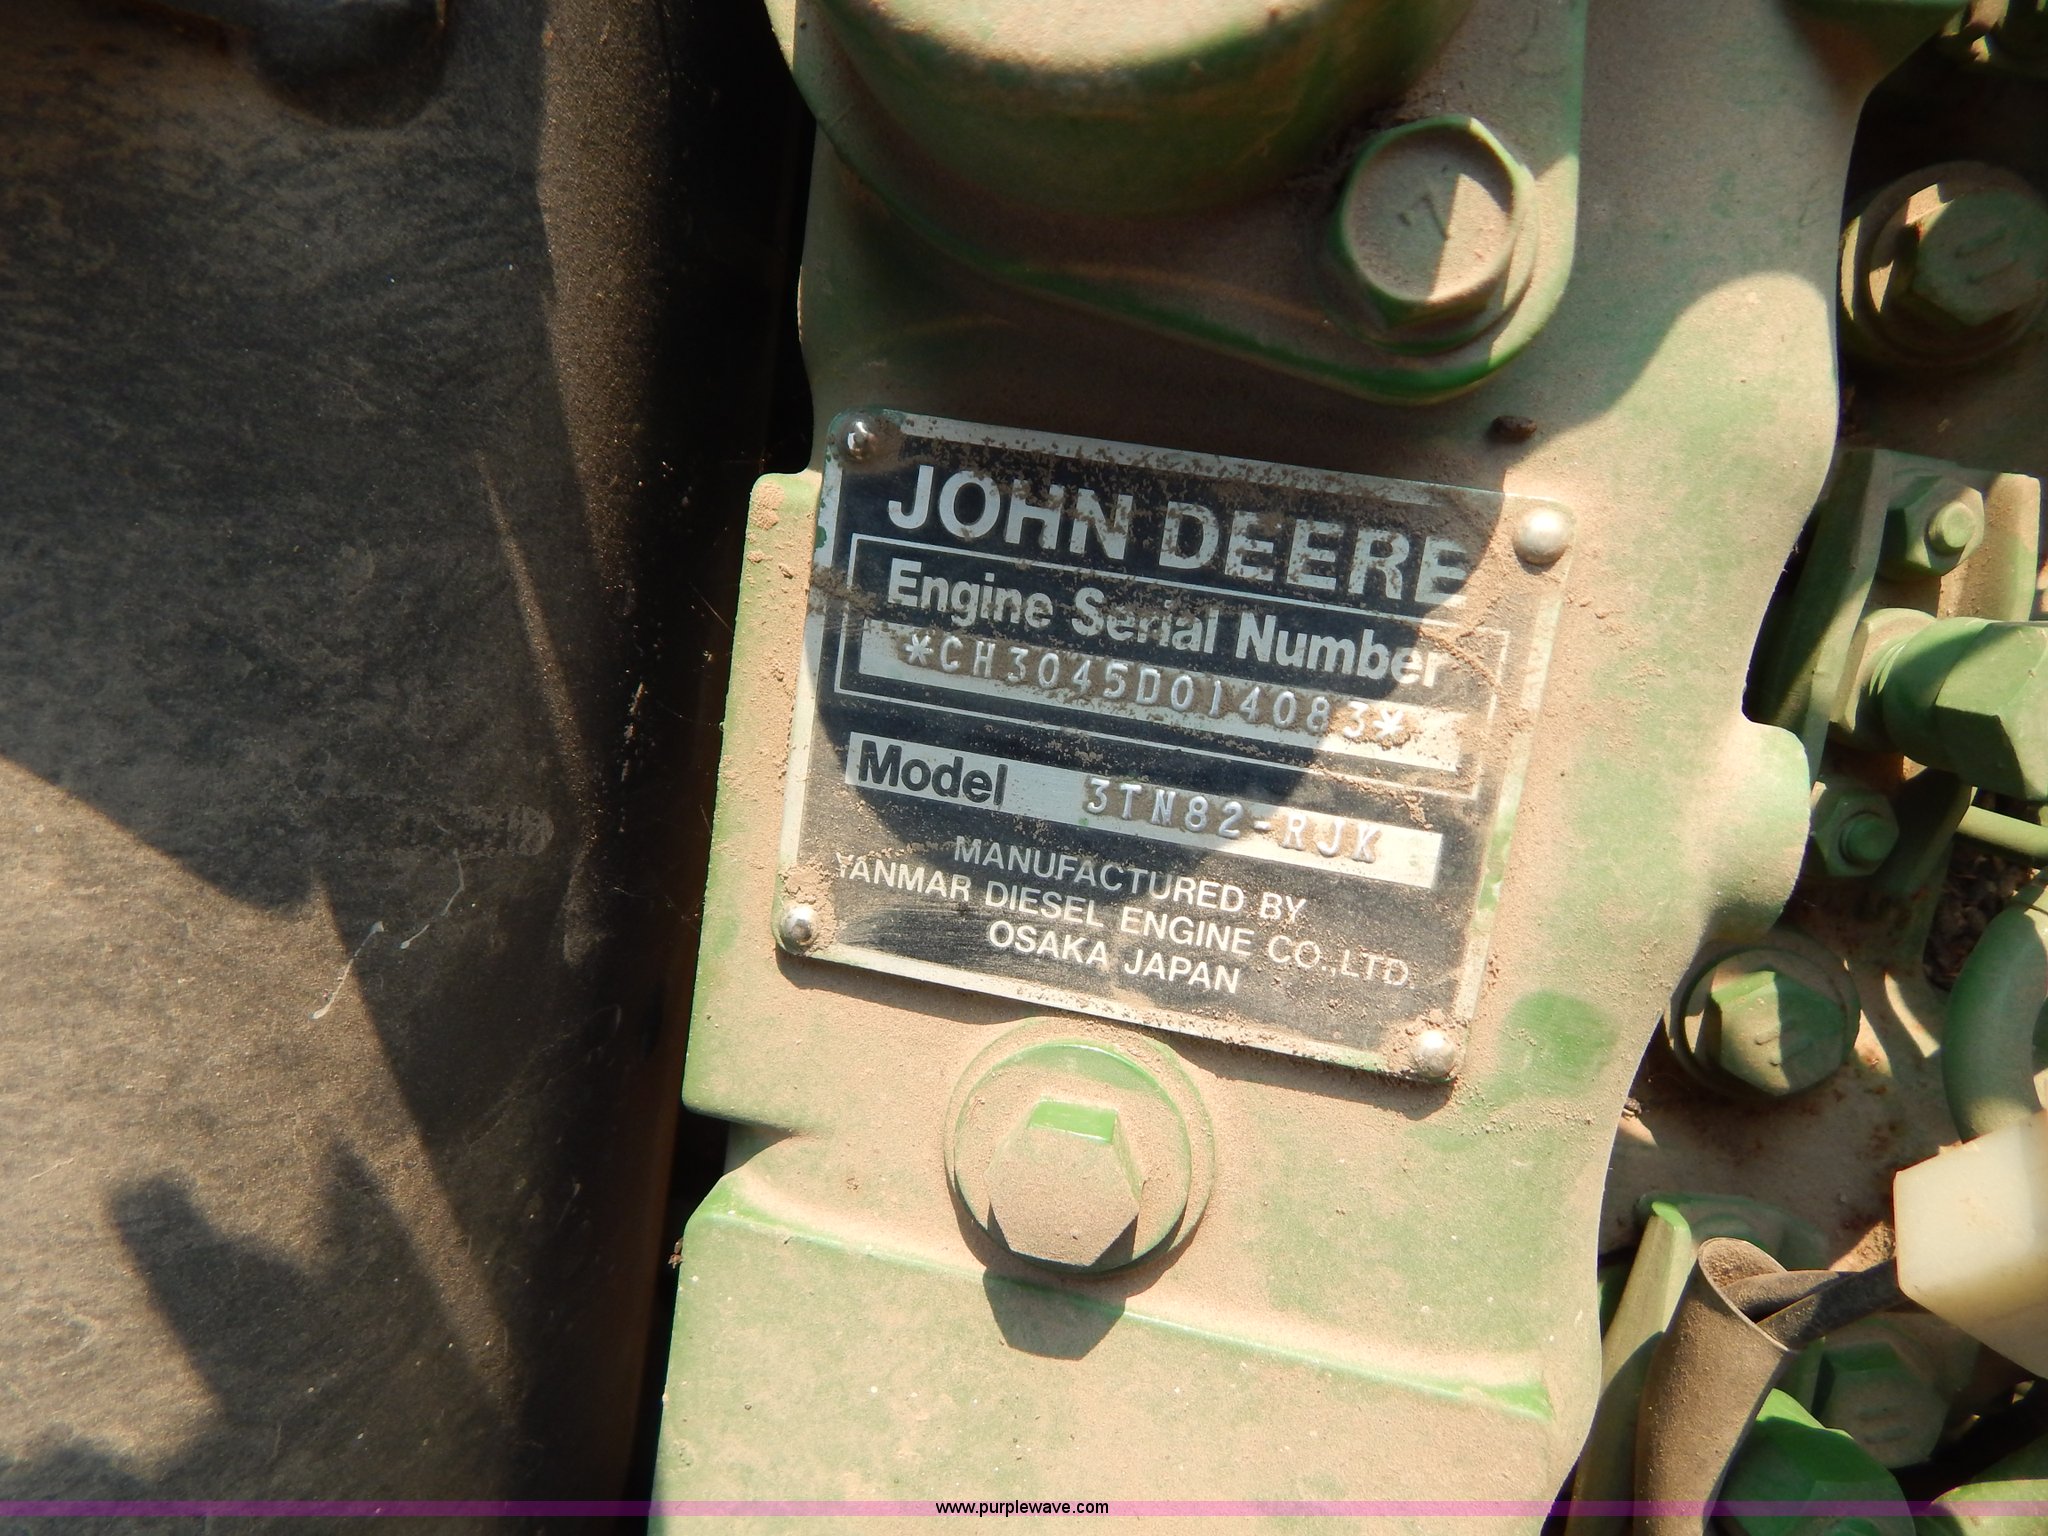 7
JOHN DEERE
Engine Serial Number
*CH3045D014083*
Model 3TN82-RJK
MANUFACTURED BY
YANMAR DIESEL ENGINE CO.,LTD.
OSAKA JAPAN
www.purplewave.com